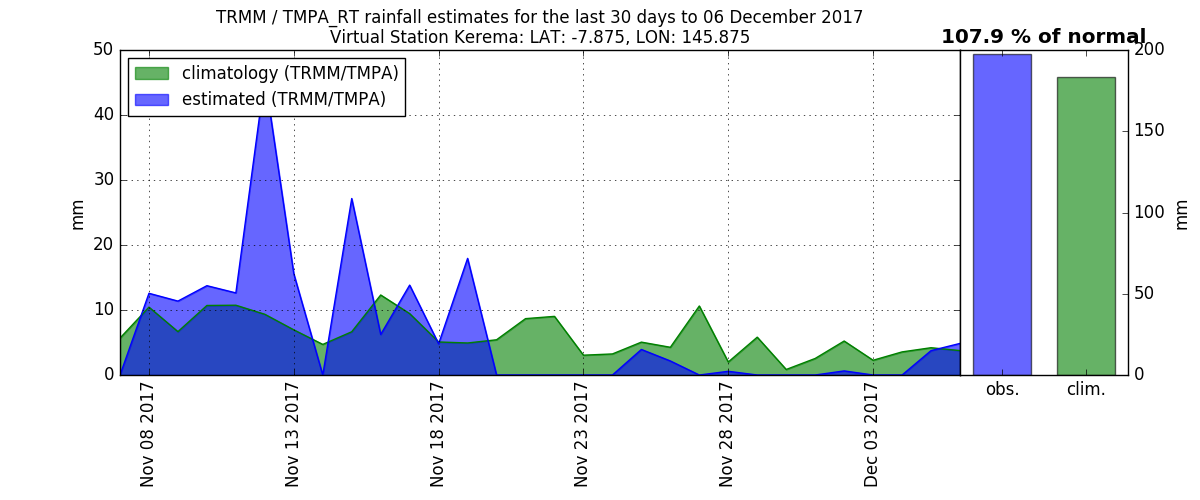 TRMM / TMPA_RT rainfall estimates for the last 30 days to 06 December 2017
Virtual Station Kerema: LAT: -7.875, LON: 145.875
107.9 % of normal
climatology (TRMM/TMPA)
estimated (TRMM/TMPA)
50
40
30
20
10
0
mm
Nov 08 2017
Nov 13 2017
Nov 18 2017
Nov 23 2017
Nov 28 2017
Dec 03 2017
obs.
clim.
200
150
100
50
0
mm